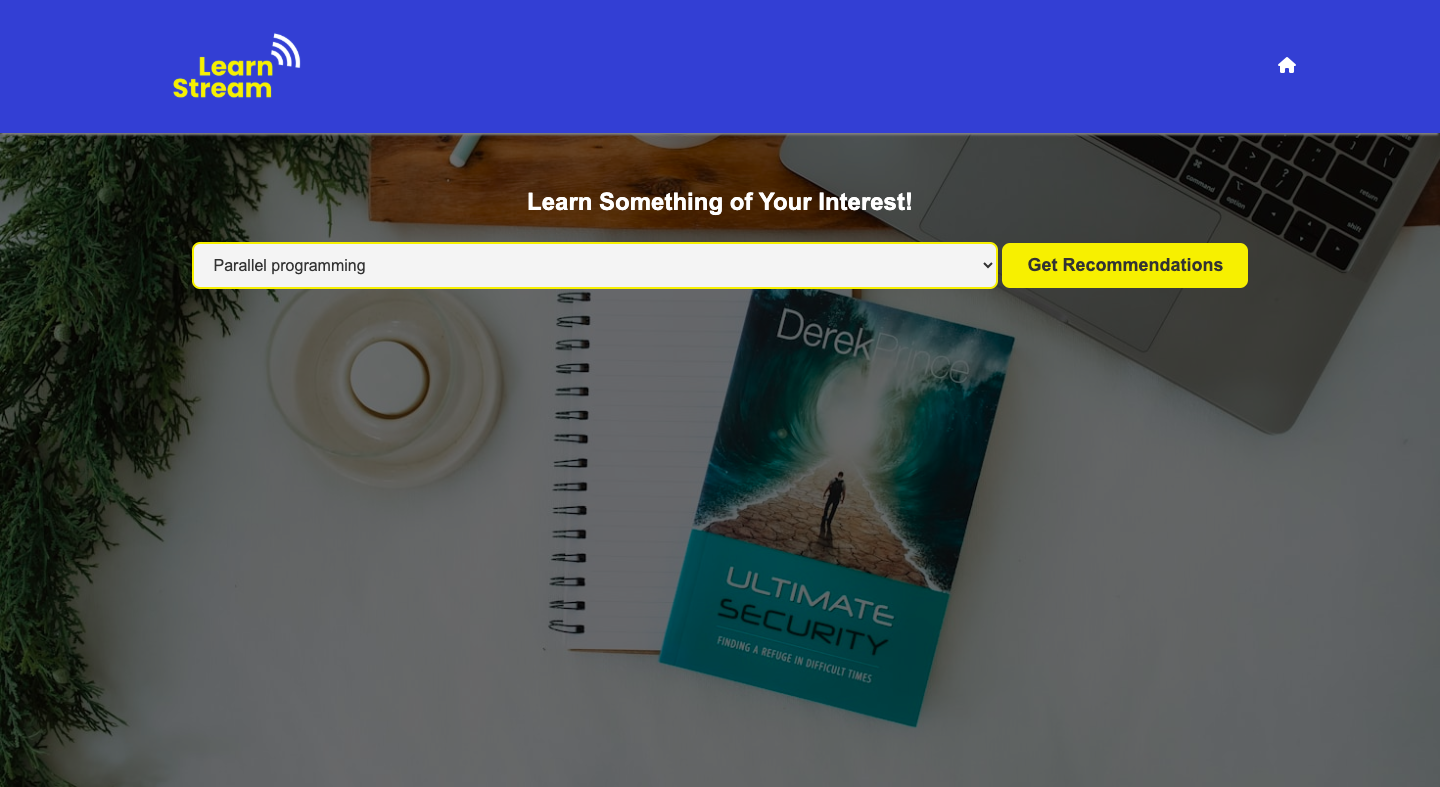 Learn
Stream
Learn Something of Your Interest!
Parallel programming
Get Recommendations
command
option
return
shift
Derek Prince
ULTIMATE
SECURITY
FINDING A REFUGE IN DIFFICULT TIMES